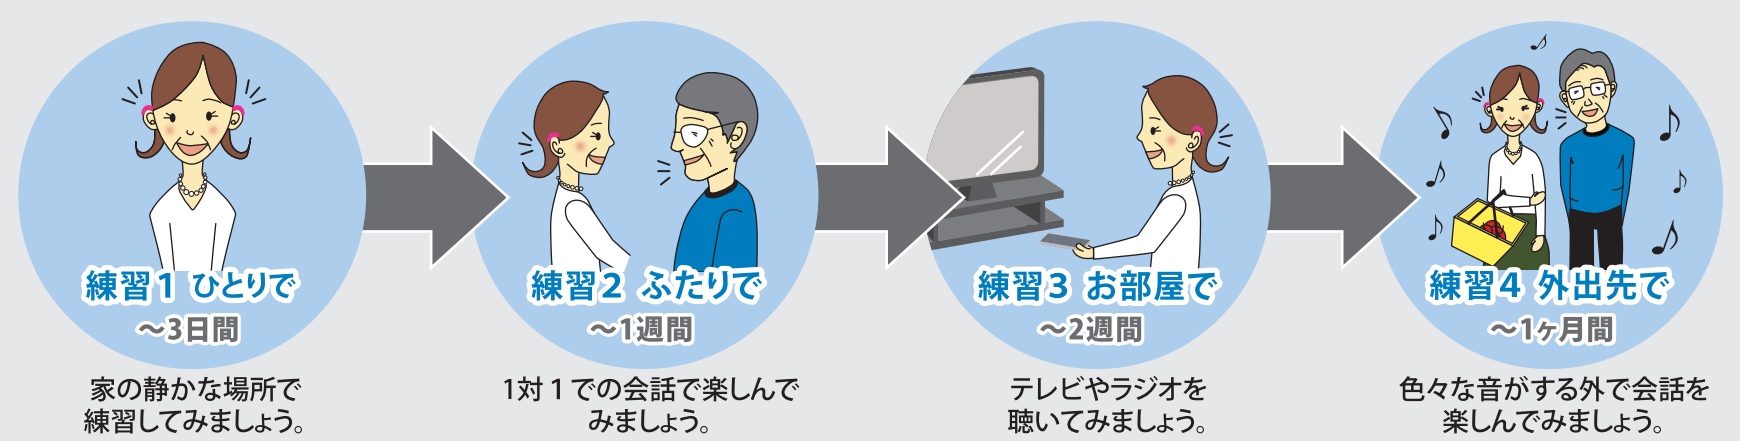 練習1 ひとりで
～3日間
家の静かな場所で
練習してみましょう。
練習2 ふたりで
～1週間
1対1での会話で楽しんで
みましょう。
練習3 お部屋で
～2週間
テレビやラジオを
聴いてみましょう。
練習4 外出先で
～1ヶ月間
色々な音がする外で会話を
楽しんでみましょう。